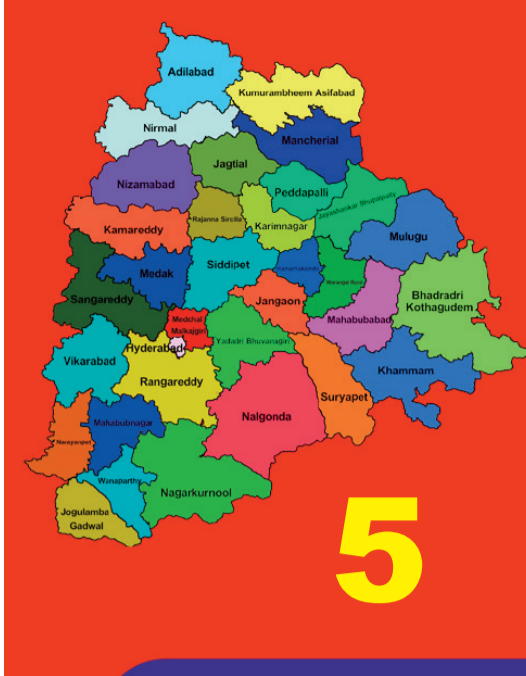 Adilabad
Kumurambheem Asifabad
Nirmal
Mancherial
Jagtial
Nizamabad
Peddapalli
Jayashankar Bhupalpally
Rajanna Sircilla
Karimnagar
Kamareddy
Mulugu
Siddipet
Medak
Hanamakonda
Warangal Rural
Sangareddy
Jangaon
Bhadradri
Kothagudem
Medchal
Malkajgiri
Mahabubabad
Yadadri Bhuvanagiri
Hyderabad
Vikarabad
Khammam
Rangareddy
Suryapet
Nalgonda
Mahabubnagar
Narayanpet
Wanaparthy
Nagarkurnool
Jogulamba
Gadwal
5